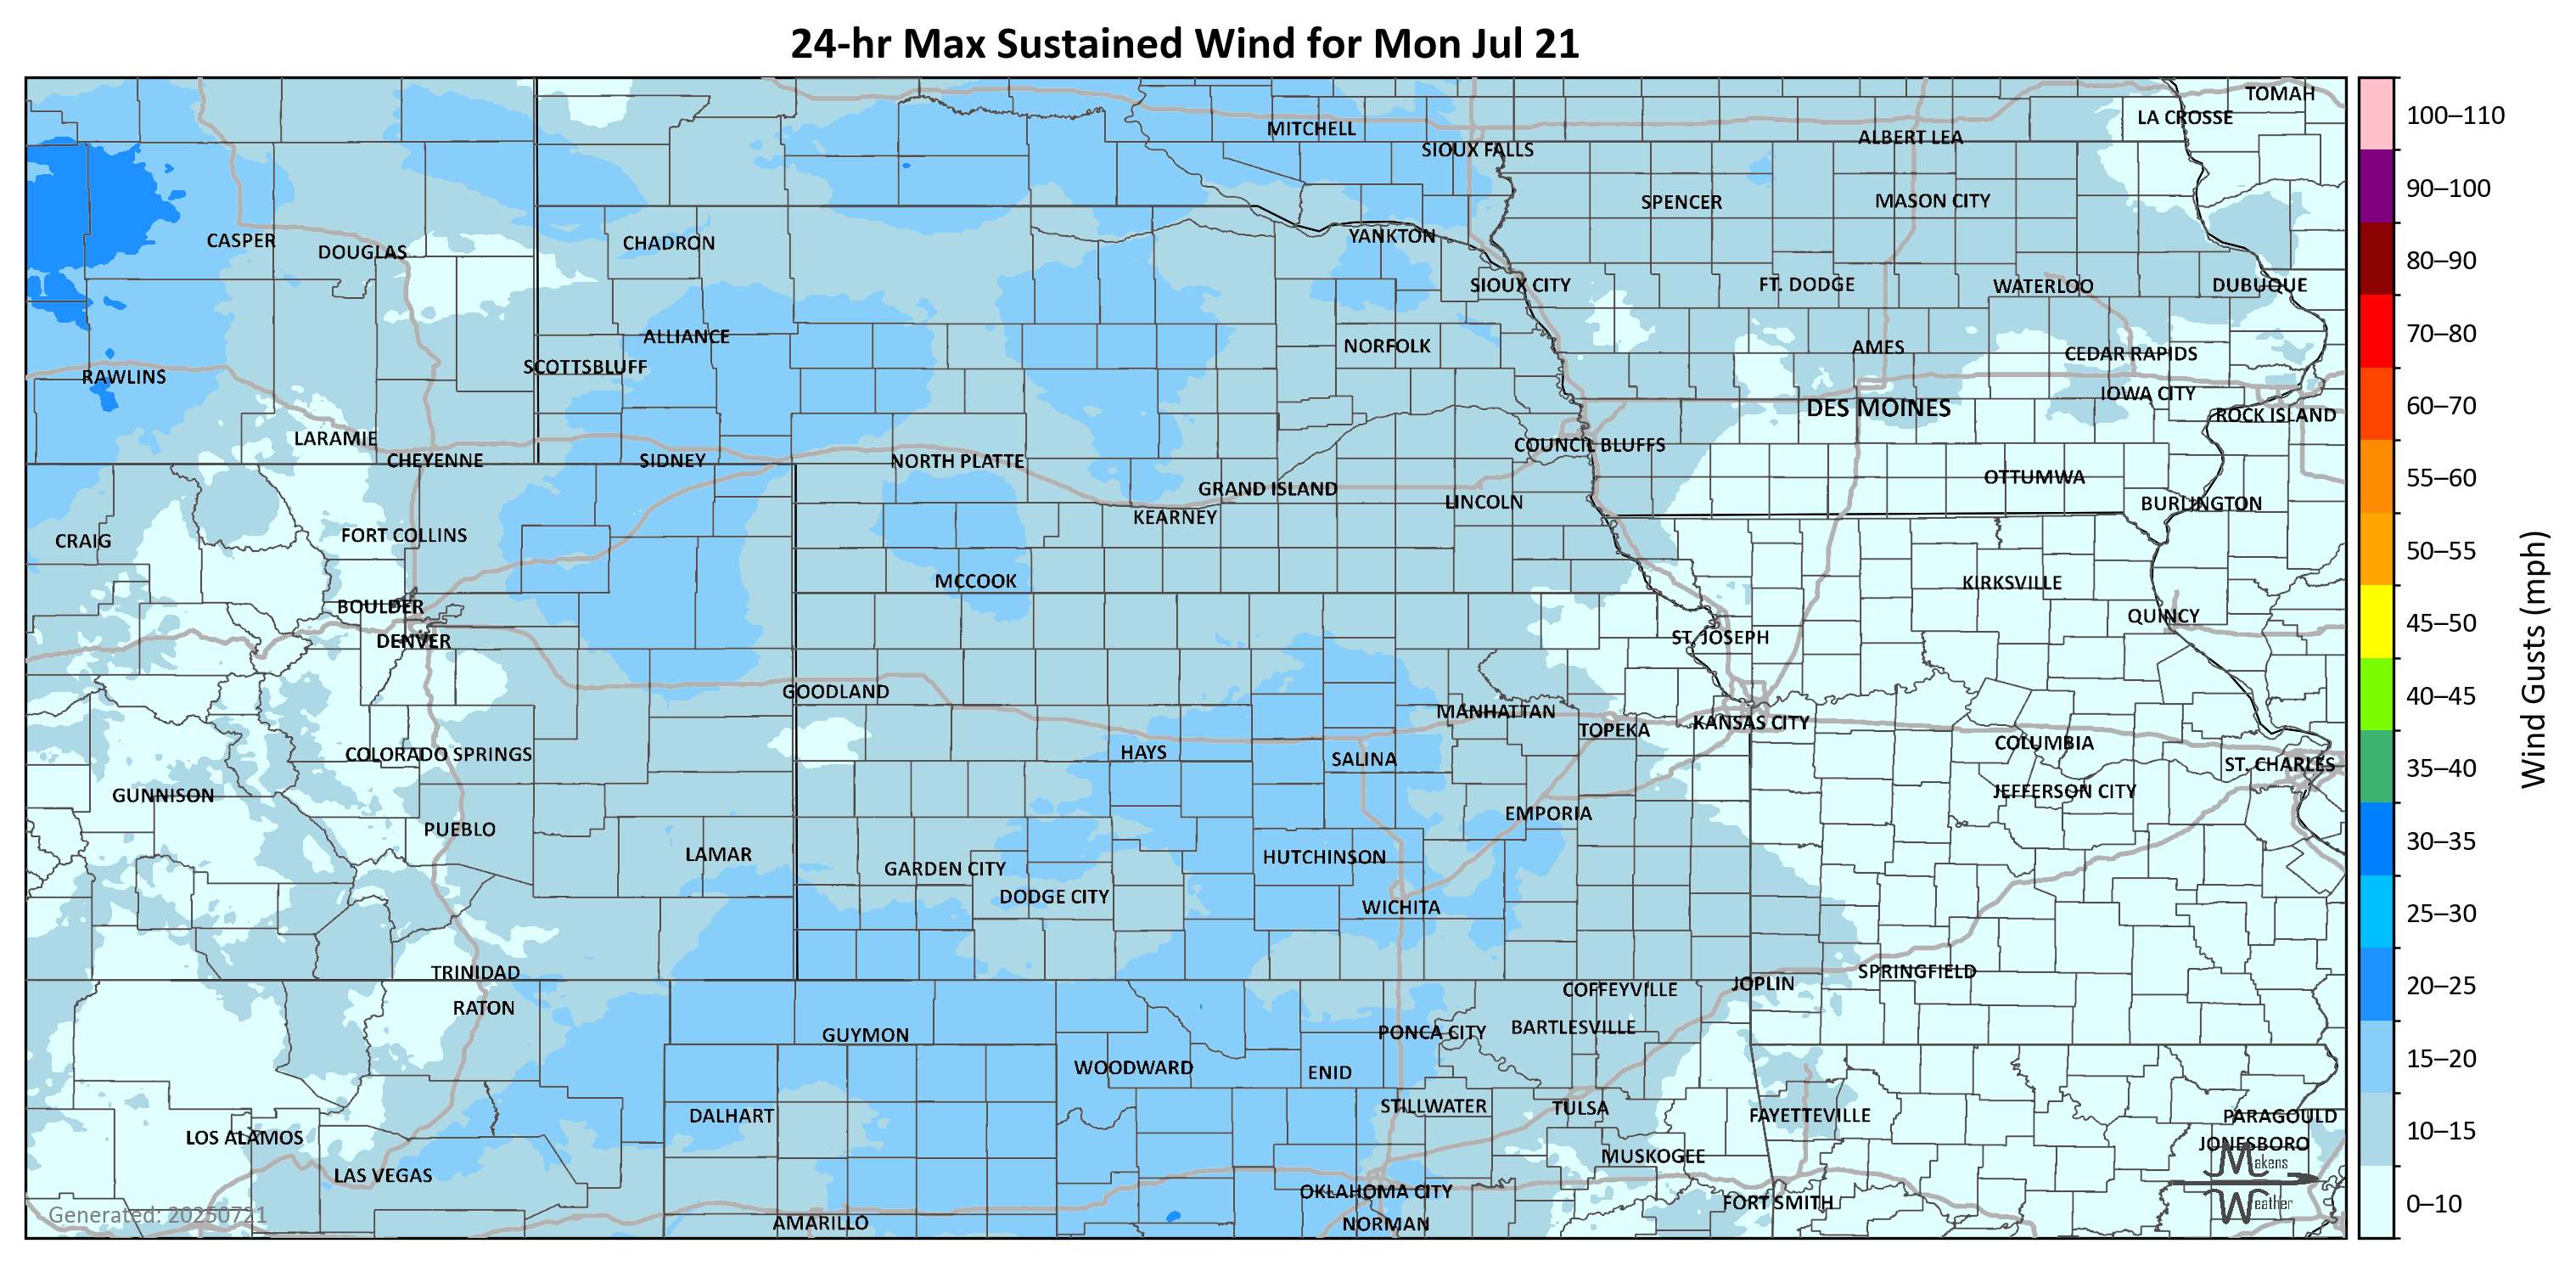 24-hr Max Sustained Wind for Mon Jul 21
TOMAH
LA CROSSE
MITCHELL
ALBERT LEA
SIOUX FALLS
SPENCER
MASON CITY
CASPER
DOUGLAS
CHADRON
YANKTON
SIOUX CITY
FT. DODGE
WATERLOO
DUBUQUE
ALLIANCE
NORFOLK
AMES
CEDAR RAPIDS
SCOTTSBLUFF
RAWLINS
IOWA CITY
DES MOINES
ROCK ISLAND
LARAMIE
COUNCIL BLUFFS
CHEYENNE
SIDNEY
NORTH PLATTE
OTTUMWA
GRAND ISLAND
LINCOLN
BURLINGTON
KEARNEY
CRAIG
FORT COLLINS
MCCOOK
KIRKSVILLE
BOULDER
QUINCY
DENVER
ST. JOSEPH
GOODLAND
MANHATTAN
TOPEKA
KANSAS CITY
COLUMBIA
COLORADO SPRINGS
HAYS
SALINA
ST. CHARLES
GUNNISON
JEFFERSON CITY
EMPORIA
PUEBLO
LAMAR
HUTCHINSON
GARDEN CITY
DODGE CITY
WICHITA
TRINIDAD
SPRINGFIELD
JOPLIN
COFFEYVILLE
RATON
GUYMON
PONCA CITY
BARTLESVILLE
WOODWARD
ENID
STILLWATER
TULSA
DALHART
FAYETTEVILLE
PARAGOULD
LOS ALAMOS
JONESBORO
MUSKOGEE
LAS VEGAS
OKLAHOMA CITY
FORT SMITH
AMARILLO
NORMAN
Makens
Weather
Generated: 20250721
100–110
90–100
80–90
70–80
60–70
55–60
50–55
45–50
40–45
35–40
30–35
25–30
20–25
15–20
10–15
0–10
Wind Gusts (mph)